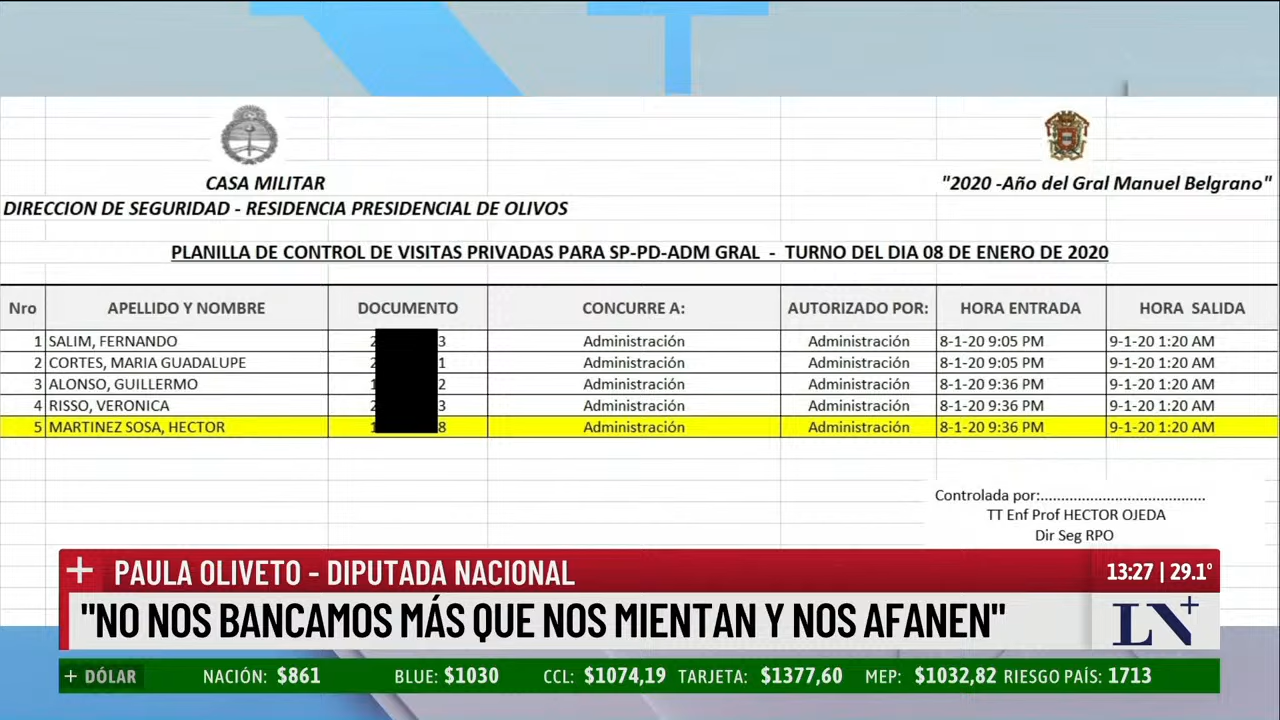 CASA MILITAR
"2020 -Año del Gral Manuel Belgrano"
DIRECCION DE SEGURIDAD - RESIDENCIA PRESIDENCIAL DE OLIVOS
PLANILLA DE CONTROL DE VISITAS PRIVADAS PARA SP-PD-ADM GRAL - TURNO DEL DIA 08 DE ENERO DE 2020
Nro APELLIDO Y NOMBRE DOCUMENTO CONCURRE A: AUTORIZADO POR: HORA ENTRADA HORA SALIDA
1 SALIM, FERNANDO 2 3 Administración Administración 8-1-20 9:05 PM 9-1-20 1:20 AM
2 CORTES, MARIA GUADALUPE 2 1 Administración Administración 8-1-20 9:05 PM 9-1-20 1:20 AM
3 ALONSO, GUILLERMO 1 2 Administración Administración 8-1-20 9:36 PM 9-1-20 1:20 AM
4 RISSO, VERONICA 2 3 Administración Administración 8-1-20 9:36 PM 9-1-20 1:20 AM
5 MARTINEZ SOSA, HECTOR 1 8 Administración Administración 8-1-20 9:36 PM 9-1-20 1:20 AM
Controlada por:........................................
TT Enf Prof HECTOR OJEDA
Dir Seg RPO
PAULA OLIVETO - DIPUTADA NACIONAL
13:27 | 29.1°
"NO NOS BANCAMOS MÁS QUE NOS MIENTAN Y NOS AFANEN"
LN+
+ DÓLAR NACIÓN: $861 BLUE: $1030 CCL: $1074,19 TARJETA: $1377,60 MEP: $1032,82 RIESGO PAÍS: 1713